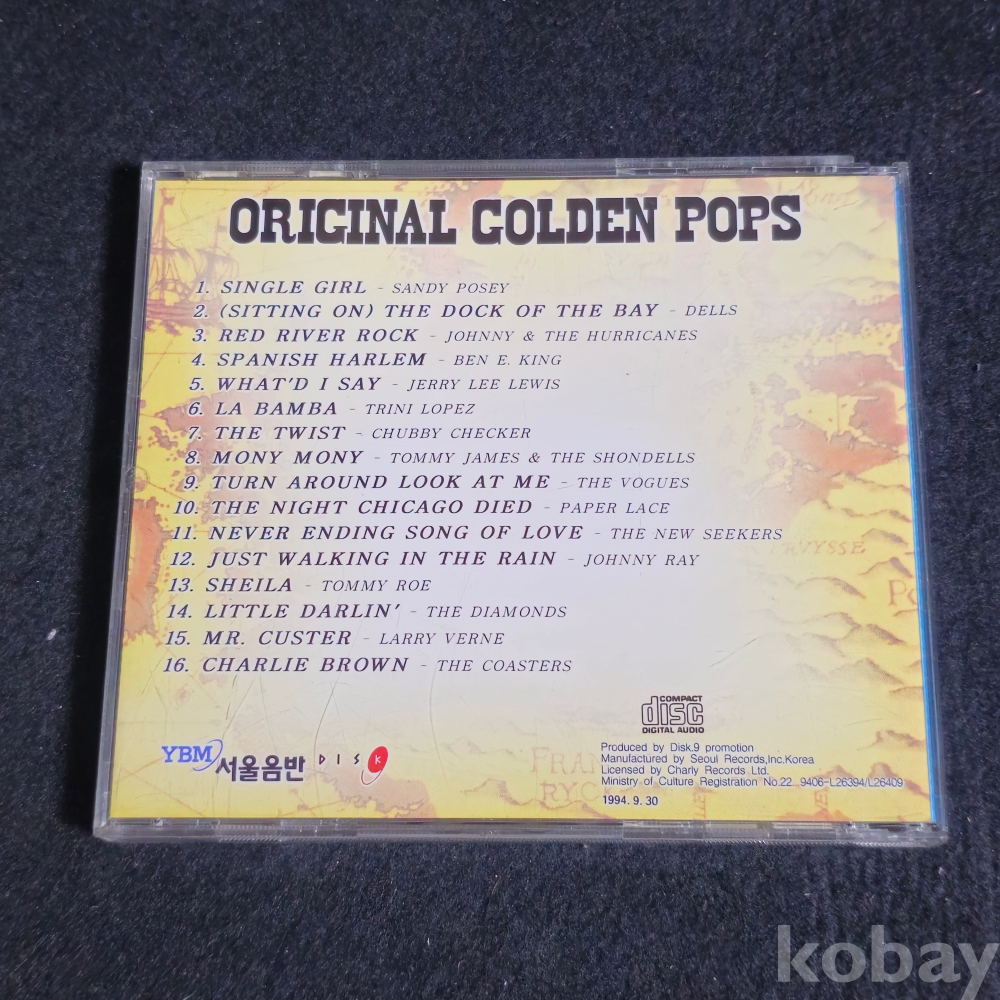 ORIGINAL GOLDEN POPS
1. SINGLE GIRL - SANDY POSEY
2. (SITTING ON) THE DOCK OF THE BAY - DELLS
3. RED RIVER ROCK - JOHNNY & THE HURRICANES
4. SPANISH HARLEM - BEN E. KING
5. WHAT'D I SAY - JERRY LEE LEWIS
6. LA BAMBA - TRINI LOPEZ
7. THE TWIST - CHUBBY CHECKER
8. MONY MONY - TOMMY JAMES & THE SHONDELLS
9. TURN AROUND LOOK AT ME - THE VOGUES
10. THE NIGHT CHICAGO DIED - PAPER LACE
11. NEVER ENDING SONG OF LOVE - THE NEW SEEKERS
12. JUST WALKING IN THE RAIN - JOHNNY RAY
13. SHEILA - TOMMY ROE
14. LITTLE DARLIN' - THE DIAMONDS
15. MR. CUSTER - LARRY VERNE
16. CHARLIE BROWN - THE COASTERS
COMPACT
disc
DIGITAL AUDIO
YBM 서울음반 DISK 9
Produced by Disk.9 promotion
Manufactured by Seoul Records,Inc.Korea
Licensed by Charly Records Ltd.
Ministry of Culture Registration No.22 9406-L26394/L26409
1994. 9. 30
kobay